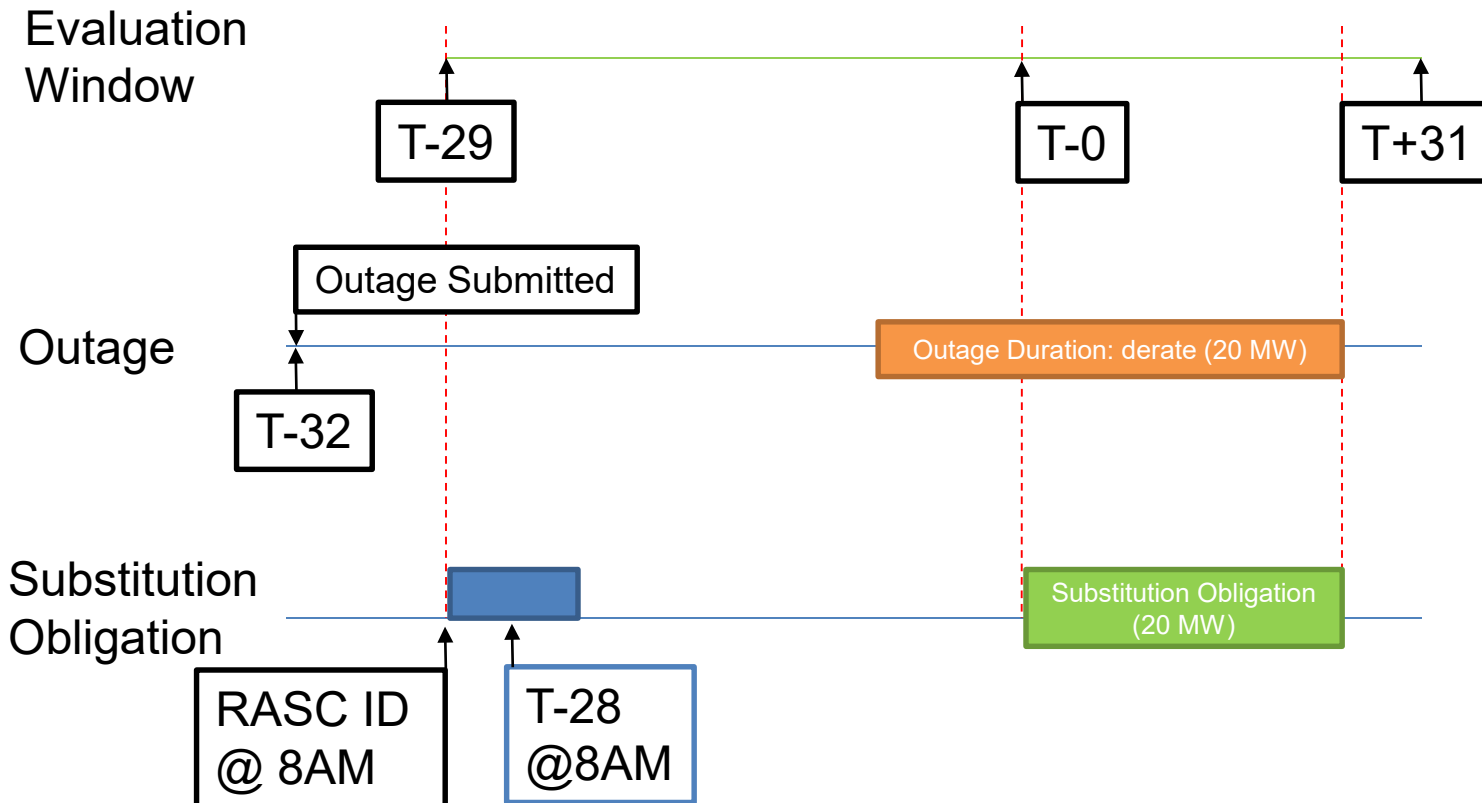 Evaluation
Window
T-29
T-0
T+31
Outage Submitted
Outage
Outage Duration: derate (20 MW)
T-32
Substitution
Obligation
Substitution Obligation
(20 MW)
RASC ID
@ 8AM
T-28
@8AM